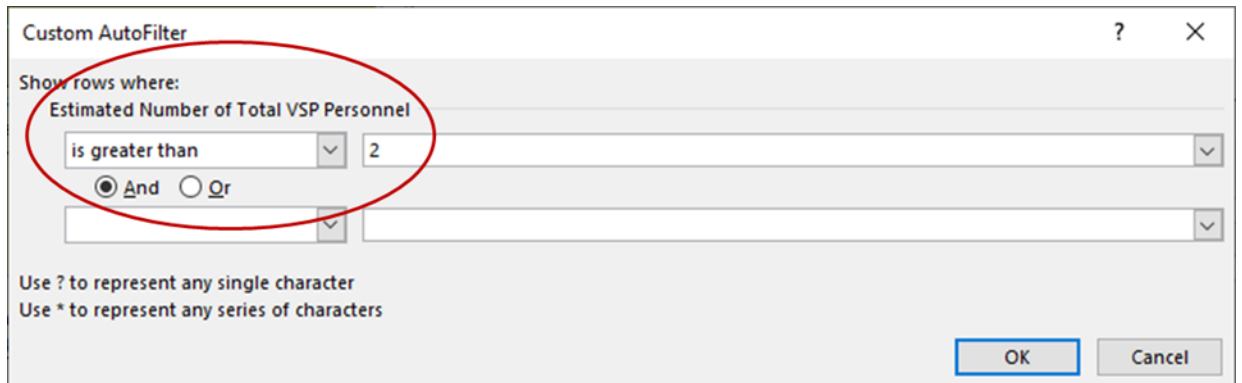 Custom AutoFilter ?
Show rows where:
Estimated Number of Total VSP Personnel
is greater than 2
And Or
Use ? to represent any single character
Use * to represent any series of characters
OK Cancel